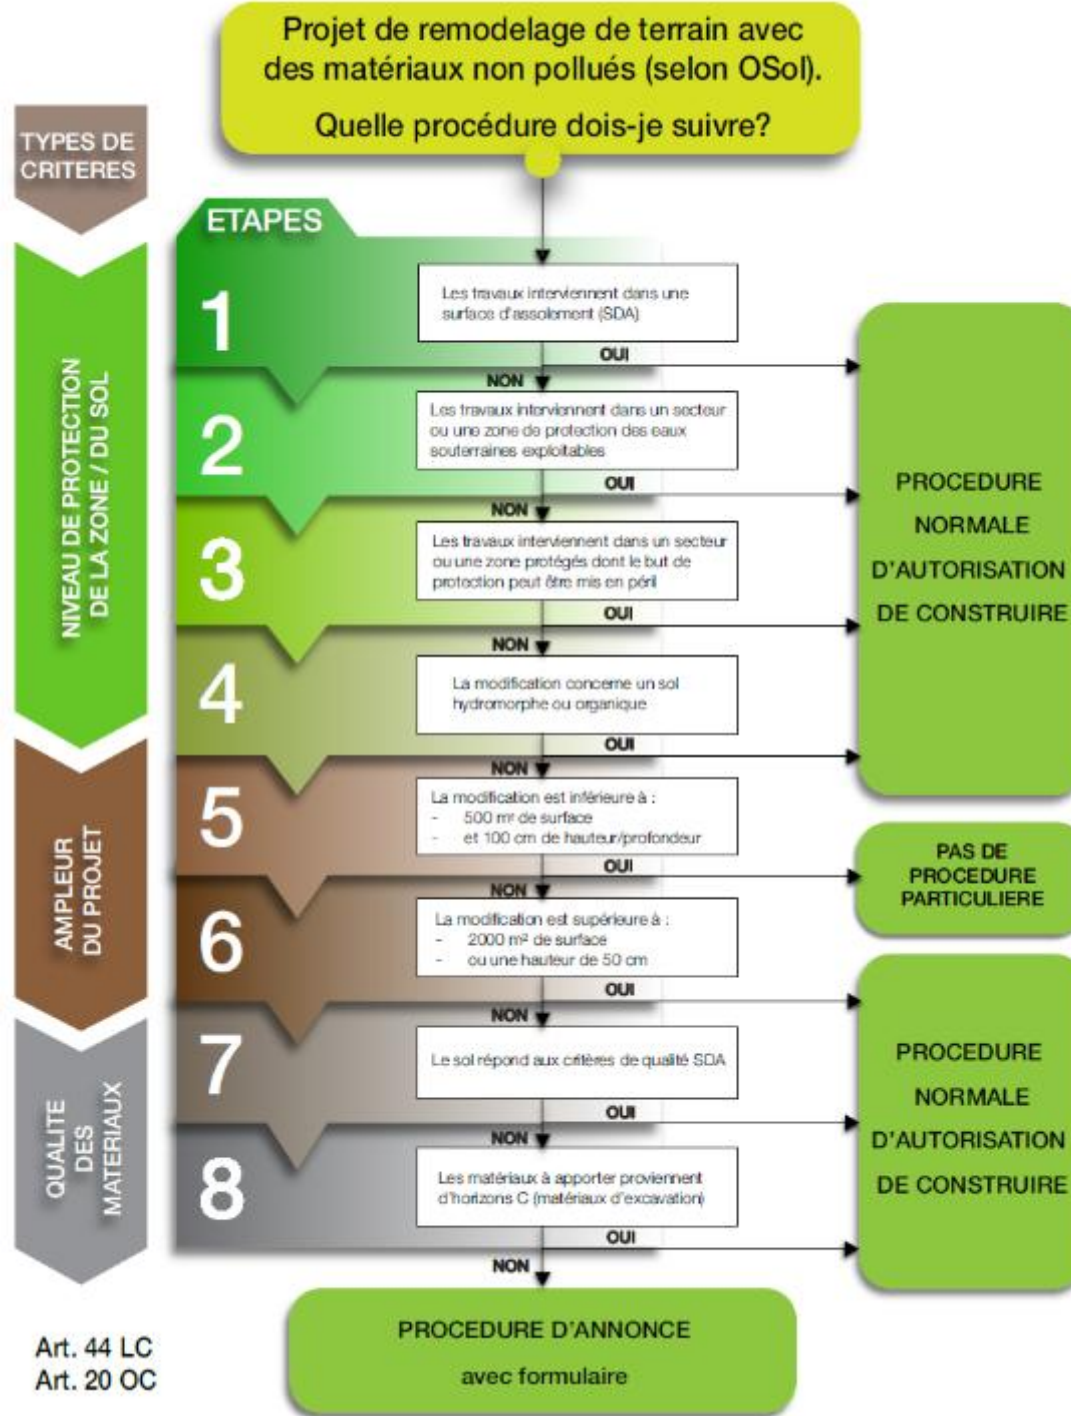 Projet de remodelage de terrain avec
des matériaux non pollués (selon OSol).
Quelle procédure dois-je suivre?
TYPES DE
CRITERES
ETAPES
NIVEAU DE PROTECTION
DE LA ZONE / DU SOL
1
Les travaux interviennent dans une
surface d'assolement (SDA)
OUI
NON
2
Les travaux interviennent dans un secteur
ou une zone de protection des eaux
souterraines exploitables
OUI
NON
3
Les travaux interviennent dans un secteur
ou une zone protégés dont le but de
protection peut être mis en péril
OUI
NON
4
La modification concerne un sol
hydromorphe ou organique
OUI
NON
PROCEDURE
NORMALE
D'AUTORISATION
DE CONSTRUIRE
AMPLEUR
DU PROJET
5
La modification est inférieure à :
- 500 m² de surface
- et 100 cm de hauteur/profondeur
OUI
NON
PAS DE
PROCEDURE
PARTICULIERE
6
La modification est supérieure à :
- 2000 m² de surface
- ou une hauteur de 50 cm
OUI
NON
QUALITE
DES
MATERIAUX
7
Le sol répond aux critères de qualité SDA
OUI
NON
8
Les matériaux à apporter proviennent
d'horizons C (matériaux d'excavation)
OUI
NON
PROCEDURE
NORMALE
D'AUTORISATION
DE CONSTRUIRE
PROCEDURE D'ANNONCE
avec formulaire
Art. 44 LC
Art. 20 OC